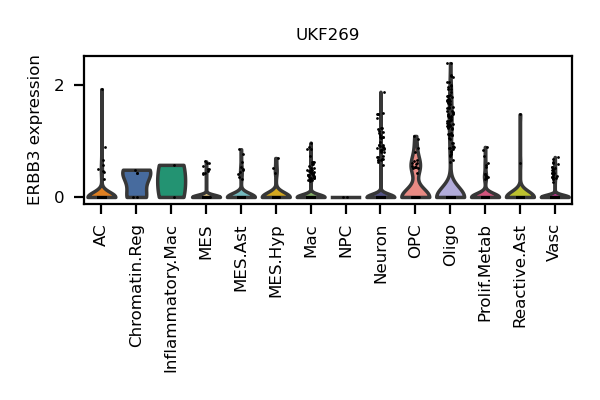 UKF269
ERBB3 expression
2
0
AC
Chromatin.Reg
Inflammatory.Mac
MES
MES.Ast
MES.Hyp
Mac
NPC
Neuron
OPC
Oligo
Prolif.Metab
Reactive.Ast
Vasc